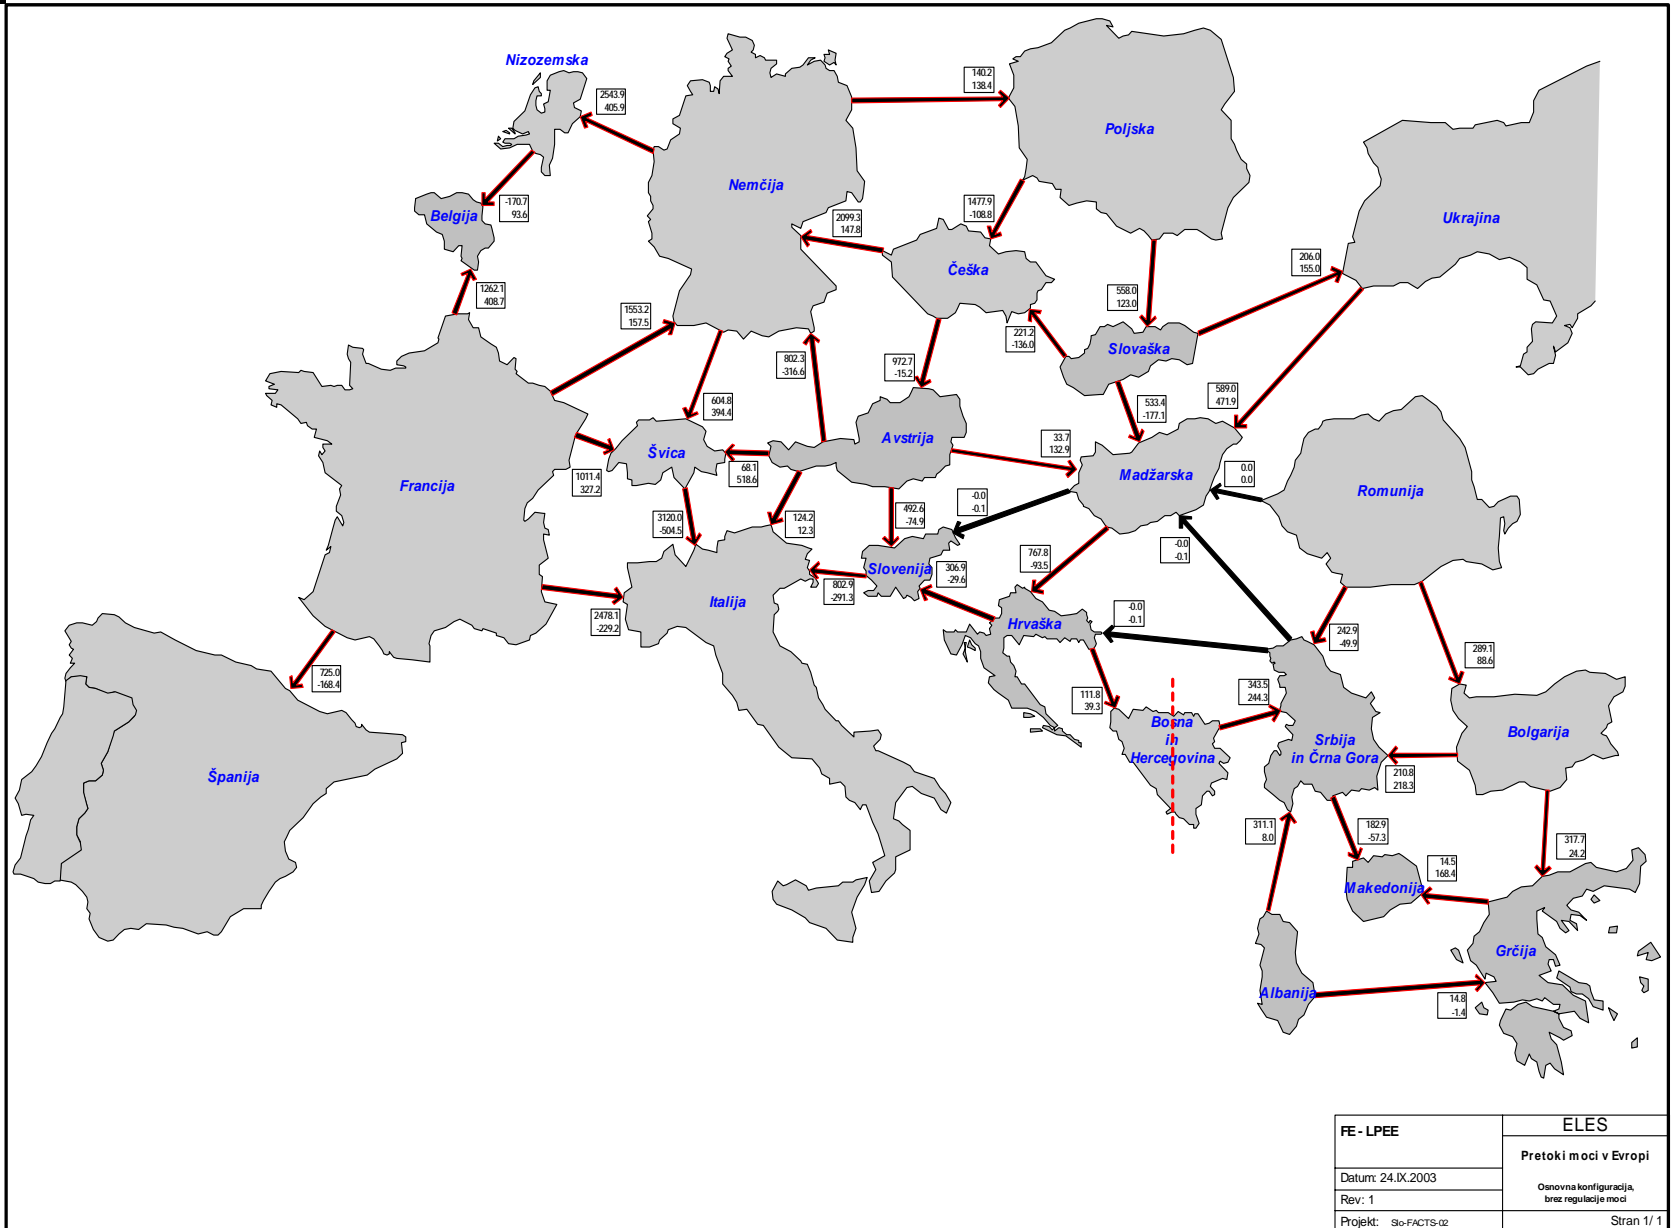 Nizozemska
2543.9
405.9
140.2
138.4
Poljska
Nemčija
-170.7
93.6
Belgija
2099.3
147.8
1477.9
-108.8
Ukrajina
Češka
206.0
155.0
1262.1
408.7
558.0
123.0
1553.2
157.5
221.2
-136.0
Slovaška
802.3
-316.6
972.7
-15.2
604.8
394.4
533.4
-177.1
589.0
471.9
Avstrija
33.7
132.9
Švica
68.1
518.6
Madžarska
0.0
0.0
1011.4
327.2
Francija
Romunija
-0.0
-0.1
3120.0
-504.5
124.2
12.3
492.6
-74.9
767.8
-93.5
-0.0
-0.1
Slovenija
306.9
-29.6
802.9
-291.3
Italija
2478.1
-229.2
-0.0
-0.1
Hrvaška
242.9
-49.9
289.1
88.6
725.0
-168.4
111.8
39.3
343.5
244.3
Bosna
in
Hercegovina
Srbija
in Črna Gora
Bolgarija
Španija
210.8
218.3
311.1
8.0
182.9
-57.3
317.7
24.2
14.5
168.4
Makedonija
Grčija
Albanija
14.8
-1.4
FE - LPEE
ELES
Pretoki moci v Evropi
Datum: 24.IX.2003
Osnovna konfiguracija,
brez regulacije moci
Rev: 1
Projekt: Slo-FACTS-02
Stran 1/ 1